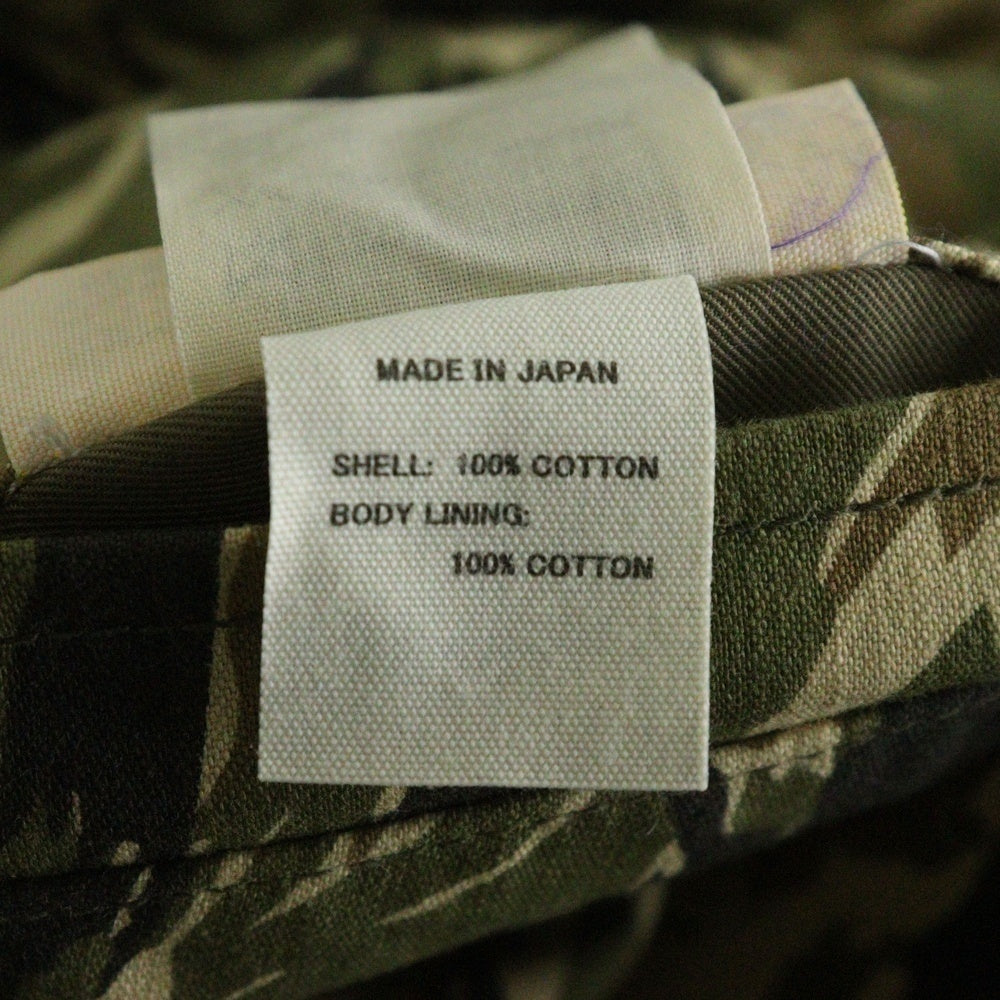 MADE IN JAPAN
SHELL: 100% COTTON
BODY LINING:
100% COTTON